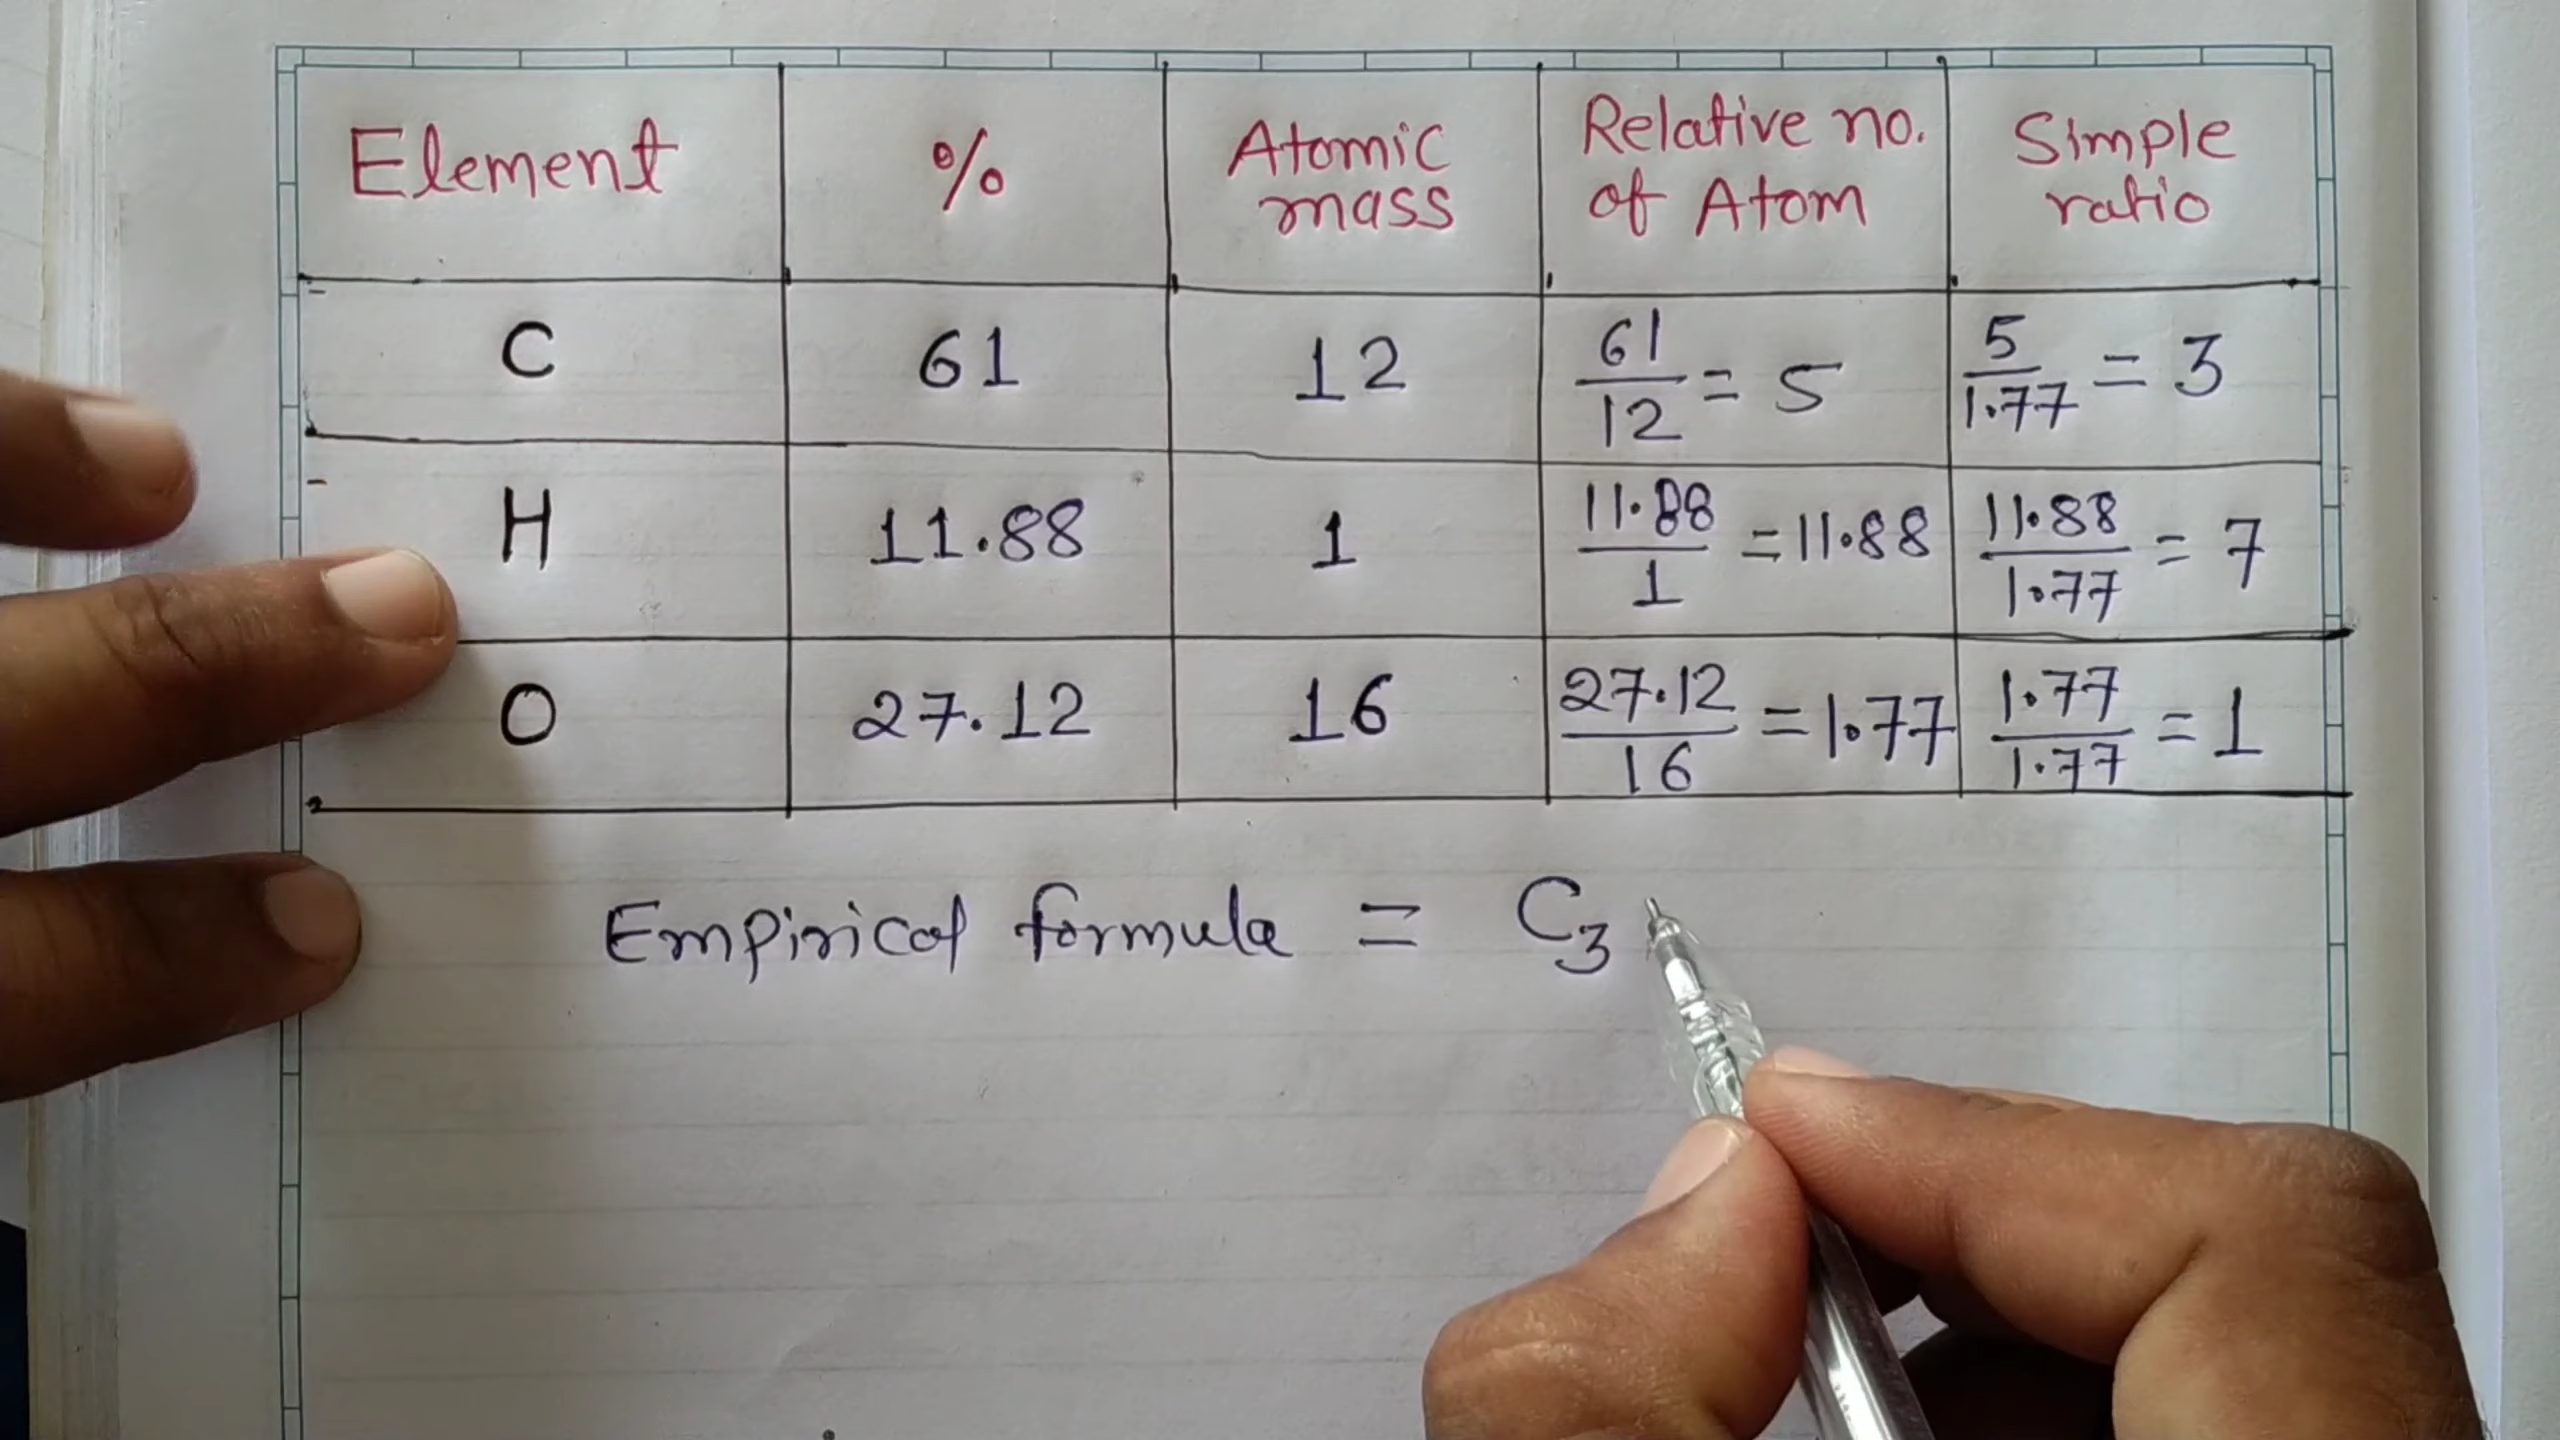 Element % Atomic mass Relative no. of Atom Simple ratio
C 61 12 61/12 = 5 5/1.77 = 3
H 11.88 1 11.88/1 = 11.88 11.88/1.77 = 7
O 27.12 16 27.12/16 = 1.77 1.77/1.77 = 1
Empirical formula = C₃